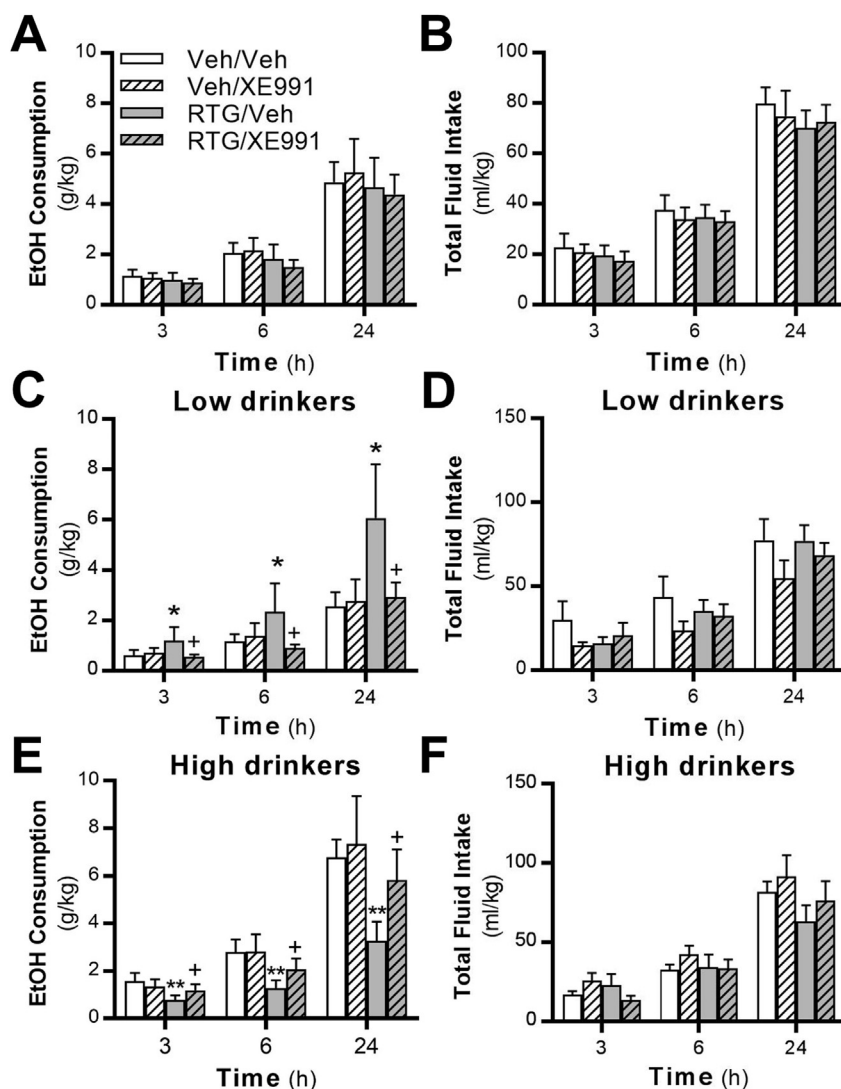 A
EtOH Consumption
(g/kg)
10
8
6
4
2
0
Veh/Veh
Veh/XE991
RTG/Veh
RTG/XE991
3
6
24
Time (h)
B
Total Fluid Intake
(ml/kg)
100
80
60
40
20
0
3
6
24
Time (h)
C
Low drinkers
EtOH Consumption
(g/kg)
10
8
6
4
2
0
*
+
*
+
*
+
3
6
24
Time (h)
D
Low drinkers
Total Fluid Intake
(ml/kg)
150
100
50
0
3
6
24
Time (h)
E
High drinkers
EtOH Consumption
(g/kg)
10
8
6
4
2
0
**
+
**
+
**
+
3
6
24
Time (h)
F
High drinkers
Total Fluid Intake
(ml/kg)
150
100
50
0
3
6
24
Time (h)